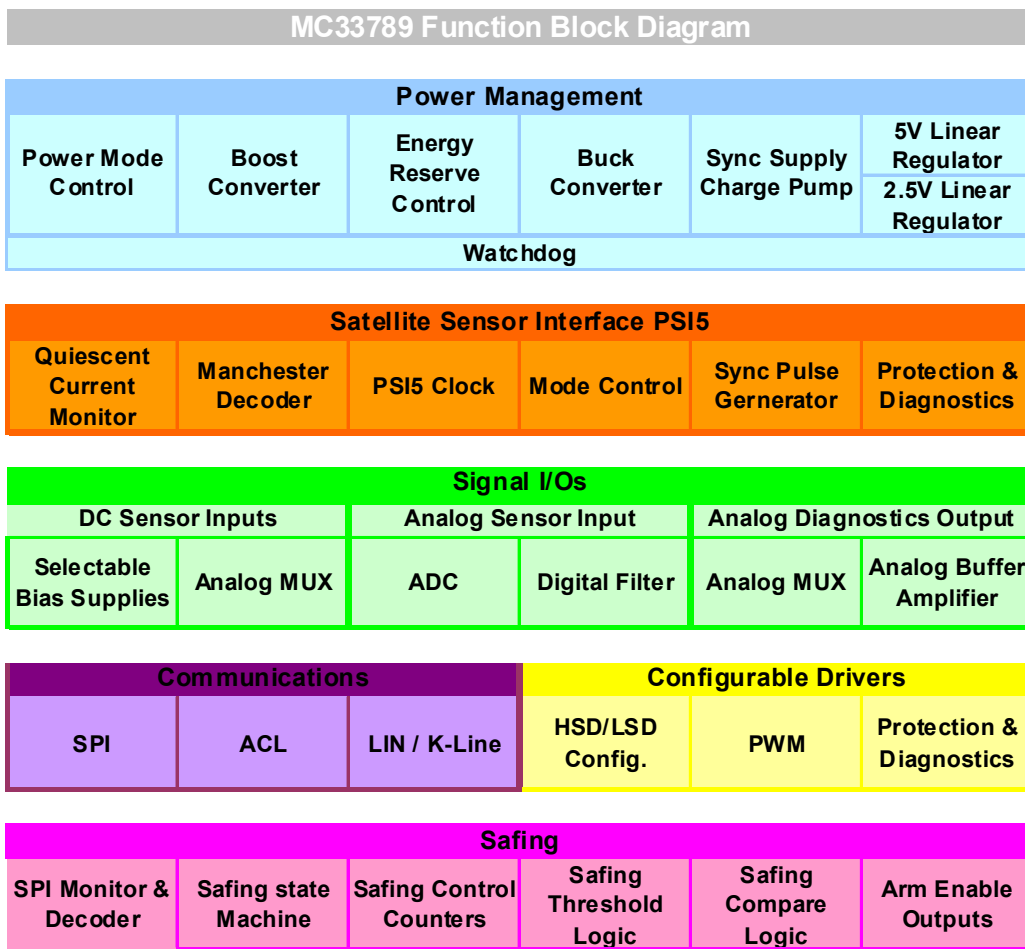 MC33789 Function Block Diagram
Power Management
Power Mode
Control
Boost
Converter
Energy
Reserve
Control
Buck
Converter
Sync Supply
Charge Pump
5V Linear
Regulator
2.5V Linear
Regulator
Watchdog
Satellite Sensor Interface PSI5
Quiescent
Current
Monitor
Manchester
Decoder
PSI5 Clock
Mode Control
Sync Pulse
Gernerator
Protection &
Diagnostics
Signal I/Os
DC Sensor Inputs
Analog Sensor Input
Analog Diagnostics Output
Selectable
Bias Supplies
Analog MUX
ADC
Digital Filter
Analog MUX
Analog Buffer
Amplifier
Communications
Configurable Drivers
SPI
ACL
LIN / K-Line
HSD/LSD
Config.
PWM
Protection &
Diagnostics
Safing
SPI Monitor &
Decoder
Safing state
Machine
Safing Control
Counters
Safing
Threshold
Logic
Safing
Compare
Logic
Arm Enable
Outputs